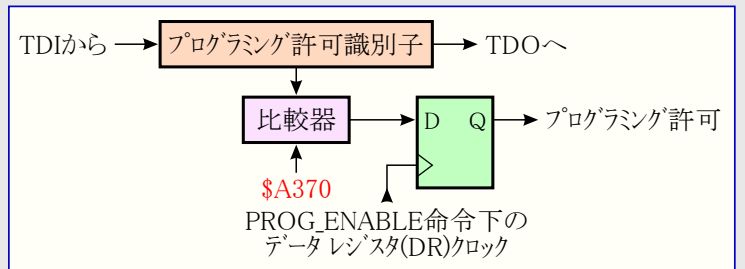 TDIから
プログラミング許可識別子
TDOへ
比較器
D
Q
プログラミング許可
$A370
PROG_ENABLE命令下の
データ レジスタ(DR)クロック